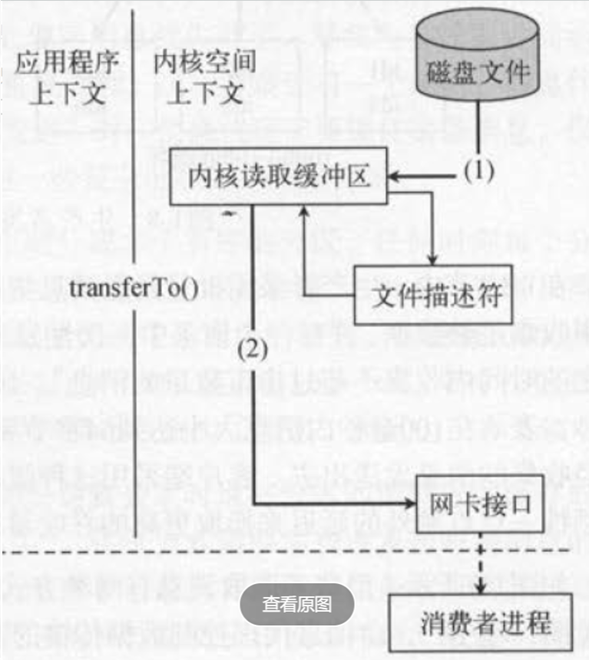 应用程序
上下文
内核空间
上下文
磁盘文件
(1)
内核读取缓冲区
transferTo()
文件描述符
(2)
网卡接口
查看原图
消费者进程